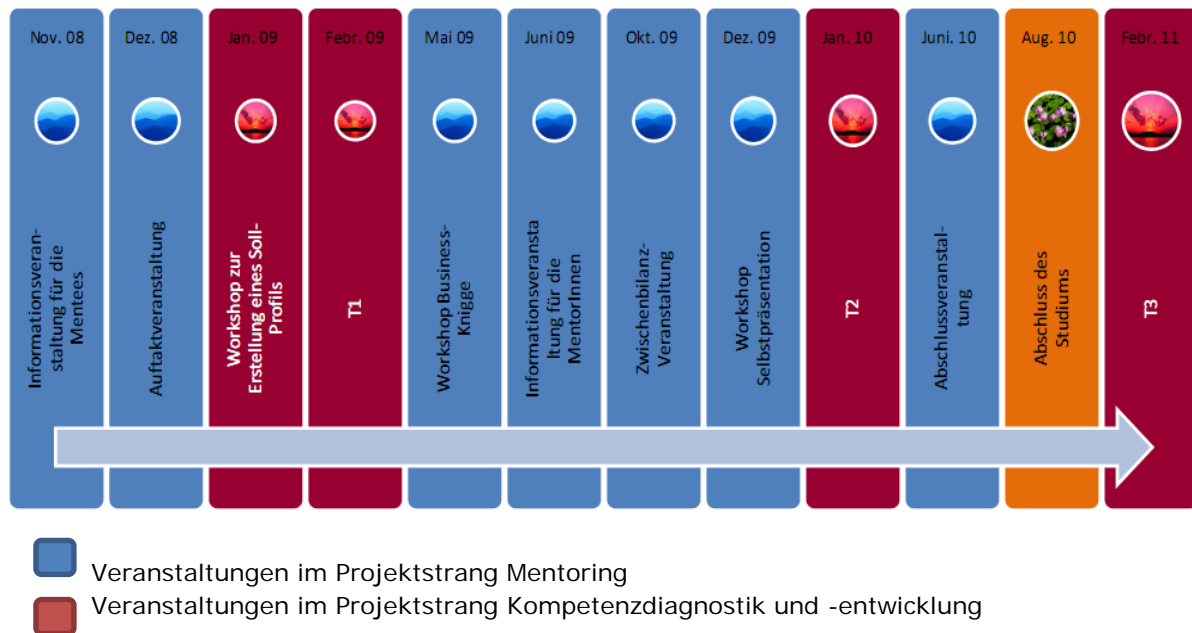 Nov. 08
Dez. 08
Jan. 09
Febr. 09
Mai 09
Juni 09
Okt. 09
Dez. 09
Jan. 10
Juni. 10
Aug. 10
Febr. 11
Informationsveran-
staltung für die
Mentees
Auftaktveranstaltung
Workshop zur
Erstellung eines Soll-
Profils
T1
Workshop Business-
Knigge
Informationsveransta
ltung für die
MentorInnen
Zwischenbilanz-
Veranstaltung
Workshop
Selbstpräsentation
T2
Abschlussveranstal-
tung
Abschluss des
Studiums
T3
Veranstaltungen im Projektstrang Mentoring
Veranstaltungen im Projektstrang Kompetenzdiagnostik und -entwicklung